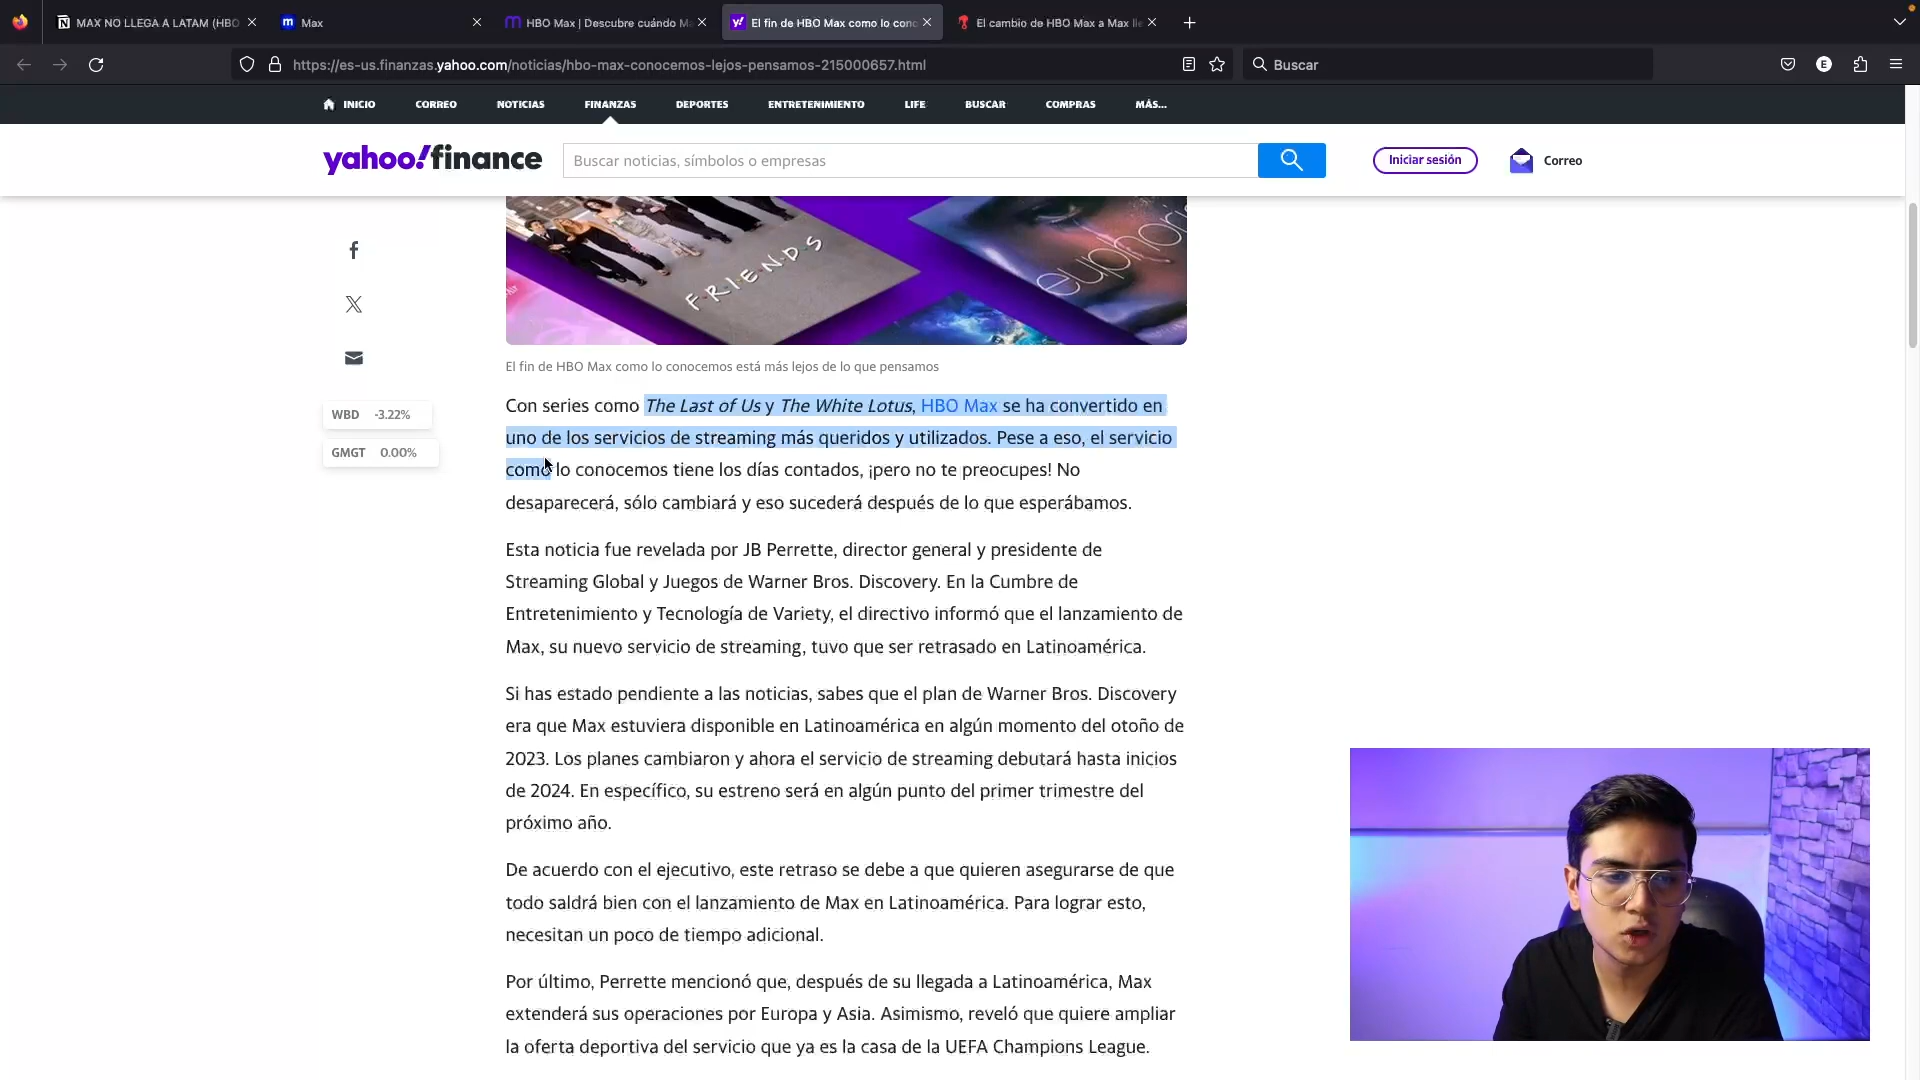 MAX NO LLEGA A LATAM (HBO
Max
HBO Max | Descubre cuándo Ma
El fin de HBO Max como lo cono
El cambio de HBO Max a Max lle
https://es-us.finanzas.yahoo.com/noticias/hbo-max-conocemos-lejos-pensamos-215000657.html
Buscar
INICIO CORREO NOTICIAS FINANZAS DEPORTES ENTRETENIMIENTO LIFE BUSCAR COMPRAS MÁS...
yahoo!finance
Buscar noticias, símbolos o empresas
Iniciar sesión
Correo
FRIENDS
euphoria
El fin de HBO Max como lo conocemos está más lejos de lo que pensamos
WBD -3.22%
GMGT 0.00%
Con series como The Last of Us y The White Lotus, HBO Max se ha convertido en
uno de los servicios de streaming más queridos y utilizados. Pese a eso, el servicio
como lo conocemos tiene los días contados, ¡pero no te preocupes! No
desaparecerá, sólo cambiará y eso sucederá después de lo que esperábamos.
Esta noticia fue revelada por JB Perrette, director general y presidente de
Streaming Global y Juegos de Warner Bros. Discovery. En la Cumbre de
Entretenimiento y Tecnología de Variety, el directivo informó que el lanzamiento de
Max, su nuevo servicio de streaming, tuvo que ser retrasado en Latinoamérica.
Si has estado pendiente a las noticias, sabes que el plan de Warner Bros. Discovery
era que Max estuviera disponible en Latinoamérica en algún momento del otoño de
2023. Los planes cambiaron y ahora el servicio de streaming debutará hasta inicios
de 2024. En específico, su estreno será en algún punto del primer trimestre del
próximo año.
De acuerdo con el ejecutivo, este retraso se debe a que quieren asegurarse de que
todo saldrá bien con el lanzamiento de Max en Latinoamérica. Para lograr esto,
necesitan un poco de tiempo adicional.
Por último, Perrette mencionó que, después de su llegada a Latinoamérica, Max
extenderá sus operaciones por Europa y Asia. Asimismo, reveló que quiere ampliar
la oferta deportiva del servicio que ya es la casa de la UEFA Champions League.